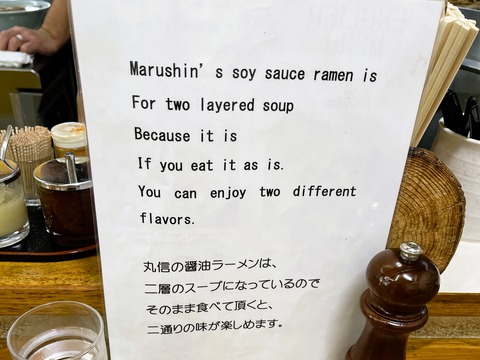 Marushin's soy sauce ramen is
For two layered soup
Because it is
If you eat it as is.
You can enjoy two different
flavors.
丸信の醤油ラーメンは、
二層のスープになっているので
そのまま食べて頂くと、
二通りの味が楽しめます。